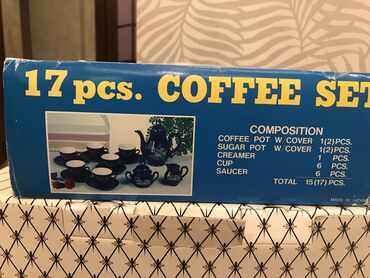 17 pcs. COFFEE SET
COMPOSITION
COFFEE POT W COVER 1(2)PCS.
SUGAR POT W COVER 1(2)PCS.
CREAMER 1 PCS.
CUP 6 PCS.
SAUCER 6 PCS.
TOTAL 15(17) PCS.
MADE IN JAPAN